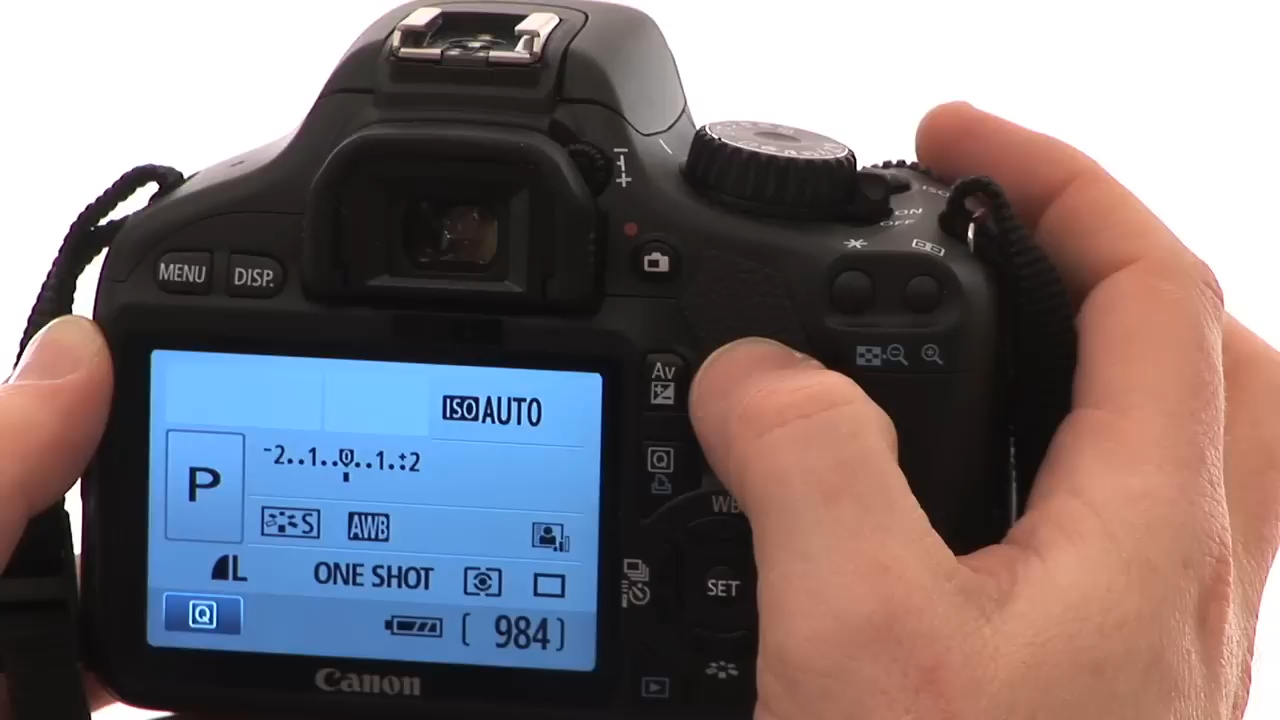 ISO
ON
OFF
MENU DISP.
ISO AUTO
Av
P
-2..1..0..1.:+2
Q
S AWB
WB
L ONE SHOT
SET
Q
[ 984]
Canon